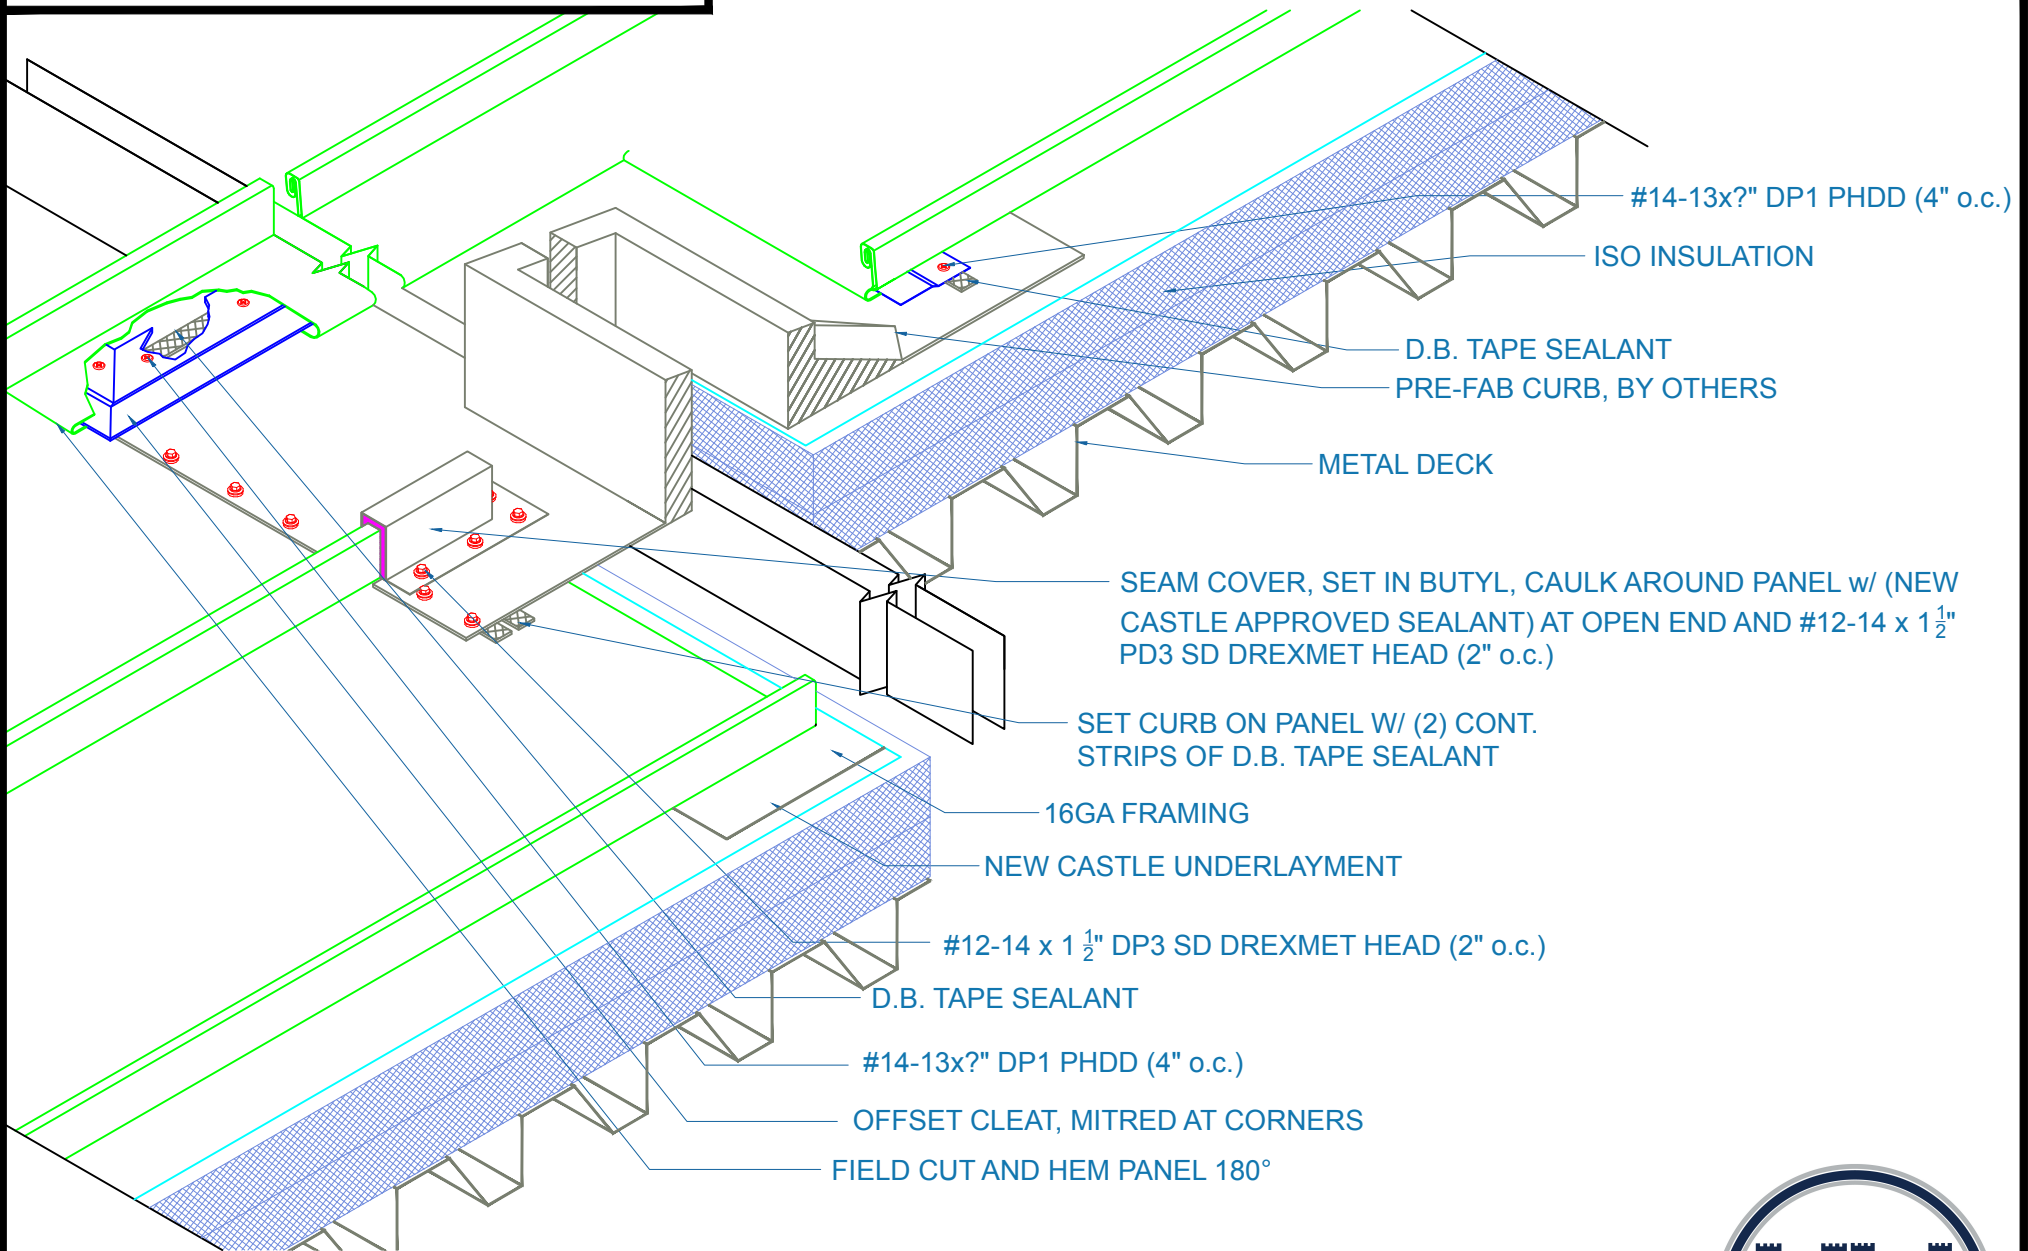 #14-13x?" DP1 PHDD (4" o.c.)
ISO INSULATION
D.B. TAPE SEALANT
PRE-FAB CURB, BY OTHERS
METAL DECK
SEAM COVER, SET IN BUTYL, CAULK AROUND PANEL w/ (NEW
CASTLE APPROVED SEALANT) AT OPEN END AND #12-14 x 1 1/2"
PD3 SD DREXMET HEAD (2" o.c.)
SET CURB ON PANEL W/ (2) CONT.
STRIPS OF D.B. TAPE SEALANT
16GA FRAMING
NEW CASTLE UNDERLAYMENT
#12-14 x 1 1/2" DP3 SD DREXMET HEAD (2" o.c.)
D.B. TAPE SEALANT
#14-13x?" DP1 PHDD (4" o.c.)
OFFSET CLEAT, MITRED AT CORNERS
FIELD CUT AND HEM PANEL 180°